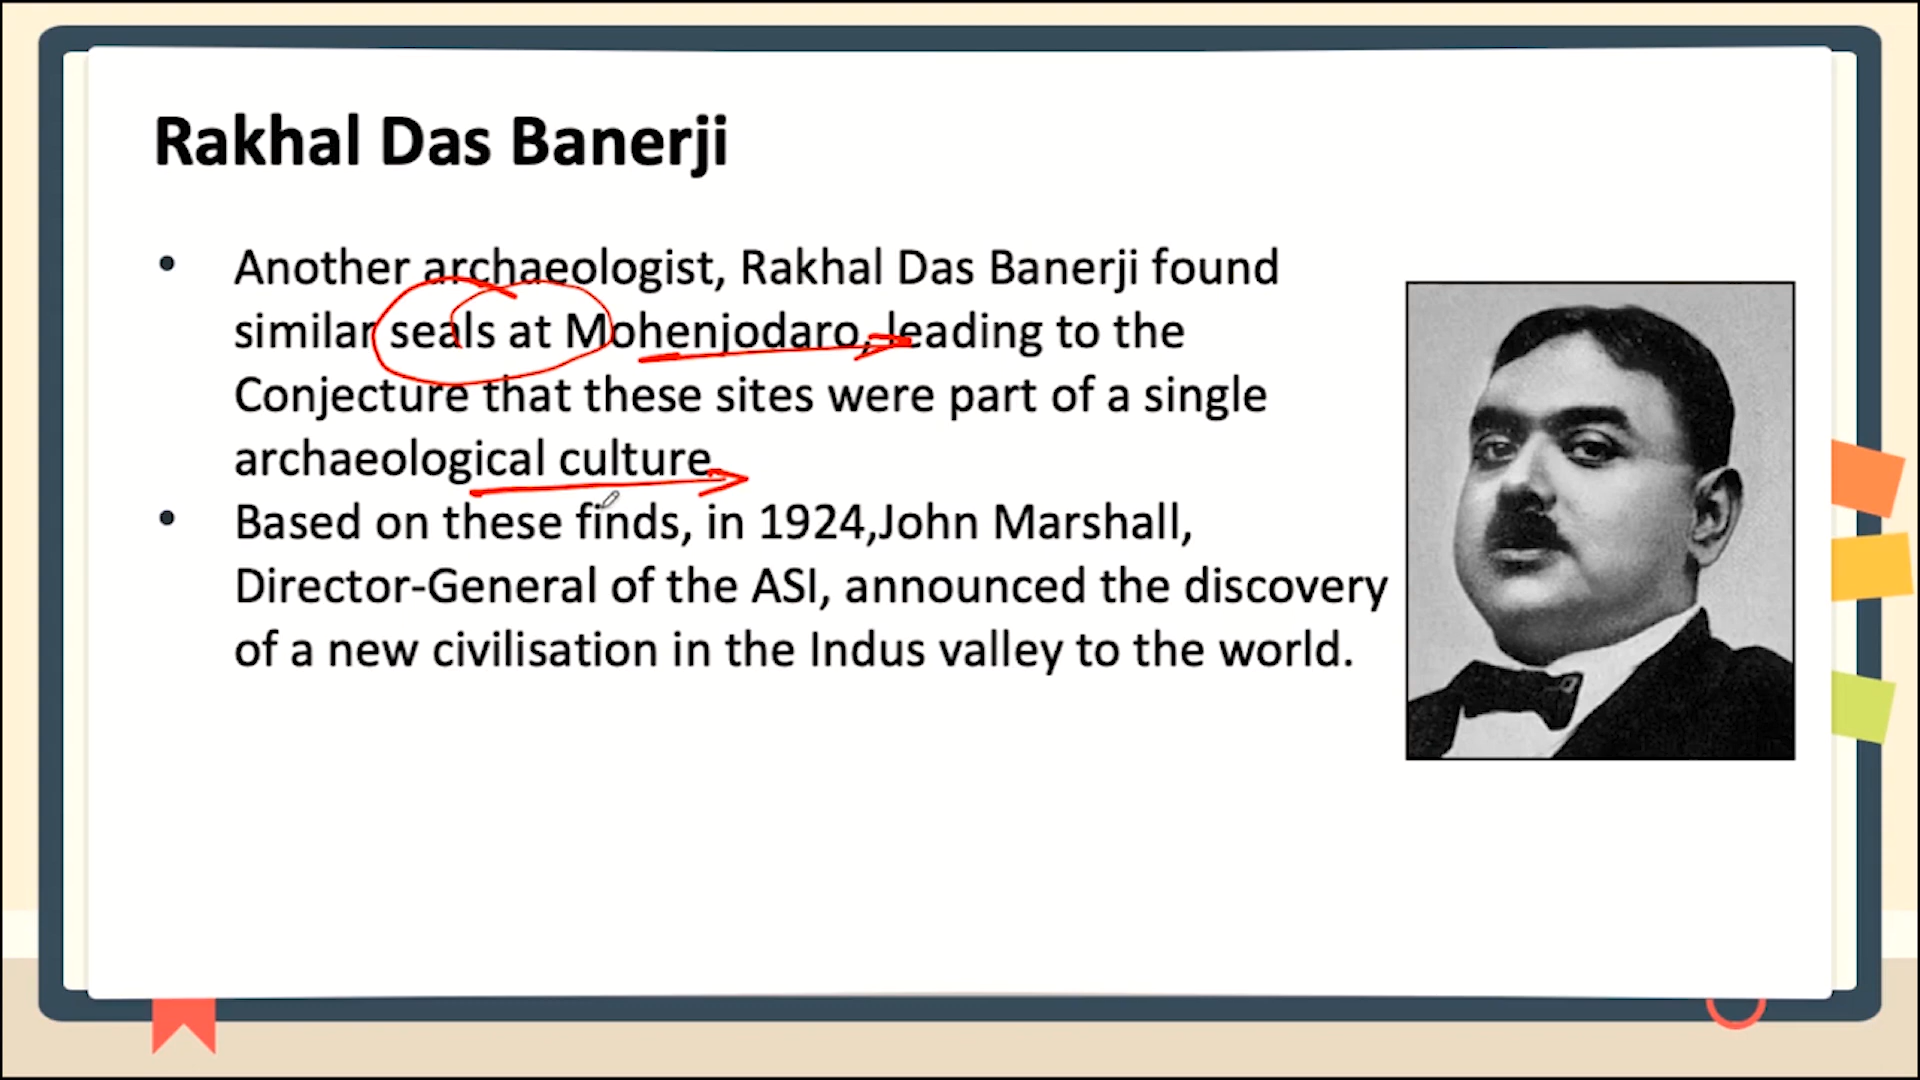 Rakhal Das Banerji
• Another archaeologist, Rakhal Das Banerji found
similar seals at Mohenjodaro, leading to the
Conjecture that these sites were part of a single
archaeological culture
• Based on these finds, in 1924,John Marshall,
Director-General of the ASI, announced the discovery
of a new civilisation in the Indus valley to the world.